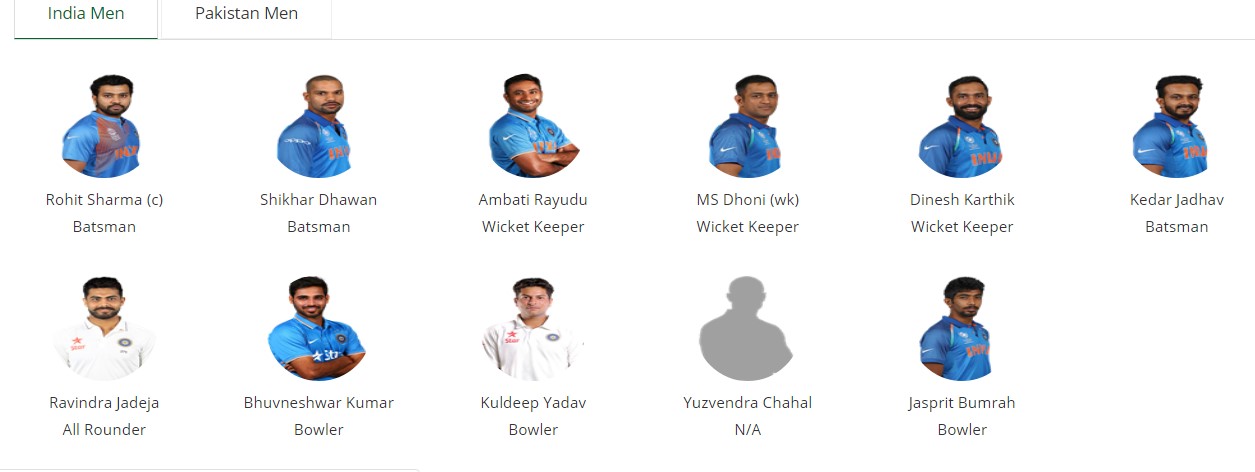 India Men
Pakistan Men
Rohit Sharma (c)
Batsman
Shikhar Dhawan
Batsman
Ambati Rayudu
Wicket Keeper
MS Dhoni (wk)
Wicket Keeper
Dinesh Karthik
Wicket Keeper
Kedar Jadhav
Batsman
Ravindra Jadeja
All Rounder
Bhuvneshwar Kumar
Bowler
Kuldeep Yadav
Bowler
Yuzvendra Chahal
N/A
Jasprit Bumrah
Bowler